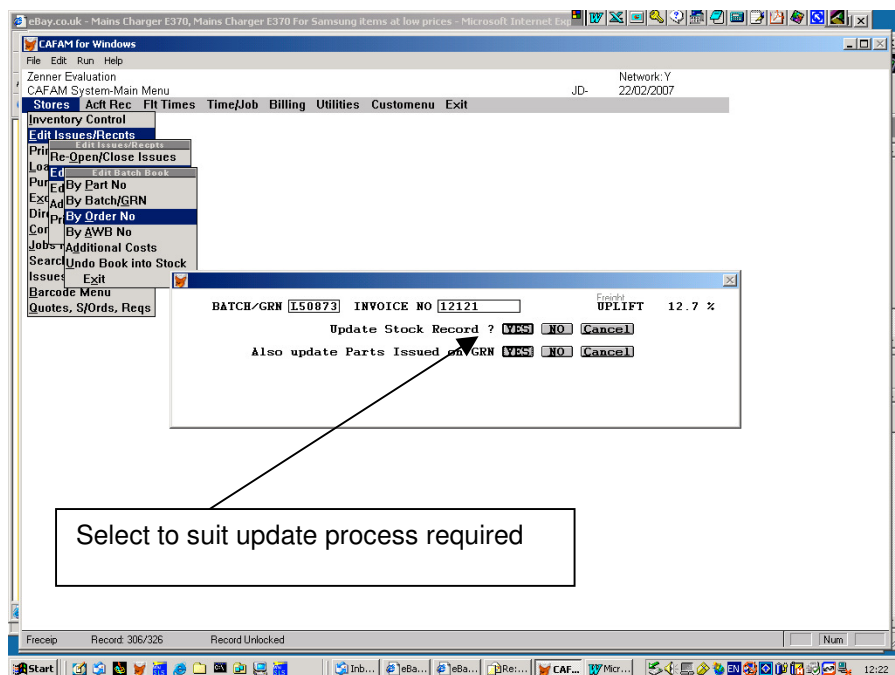 eBay.co.uk - Mains Charger E370, Mains Charger E370 For Samsung items at low prices - Microsoft Internet Exp
CAFAM for Windows
File Edit Run Help
Zenner Evaluation Network: Y
CAFAM System-Main Menu JD- 22/02/2007
Stores Acft Rec Flt Times Time/Job Billing Utilities Customenu Exit
Inventory Control
Edit Issues/Recpts
Edit Issues/Recpts
Re-Open/Close Issues
Edit Batch Book
By Part No
By Batch/GRN
By Order No
By AWB No
Additional Costs
Undo Book into Stock
Exit
Issues
Barcode Menu
Quotes, S/Ords, Reqs
Freight
BATCH/GRN I50873 INVOICE NO 12121 UPLIFT 12.7 %
Update Stock Record ? YES NO Cancel
Also update Parts Issued on GRN YES NO Cancel
Select to suit update process required
Freceip Record: 306/326 Record Unlocked Num
Start Inb... eBa... eBa... Re:... CAF... Micr... EN 12:22